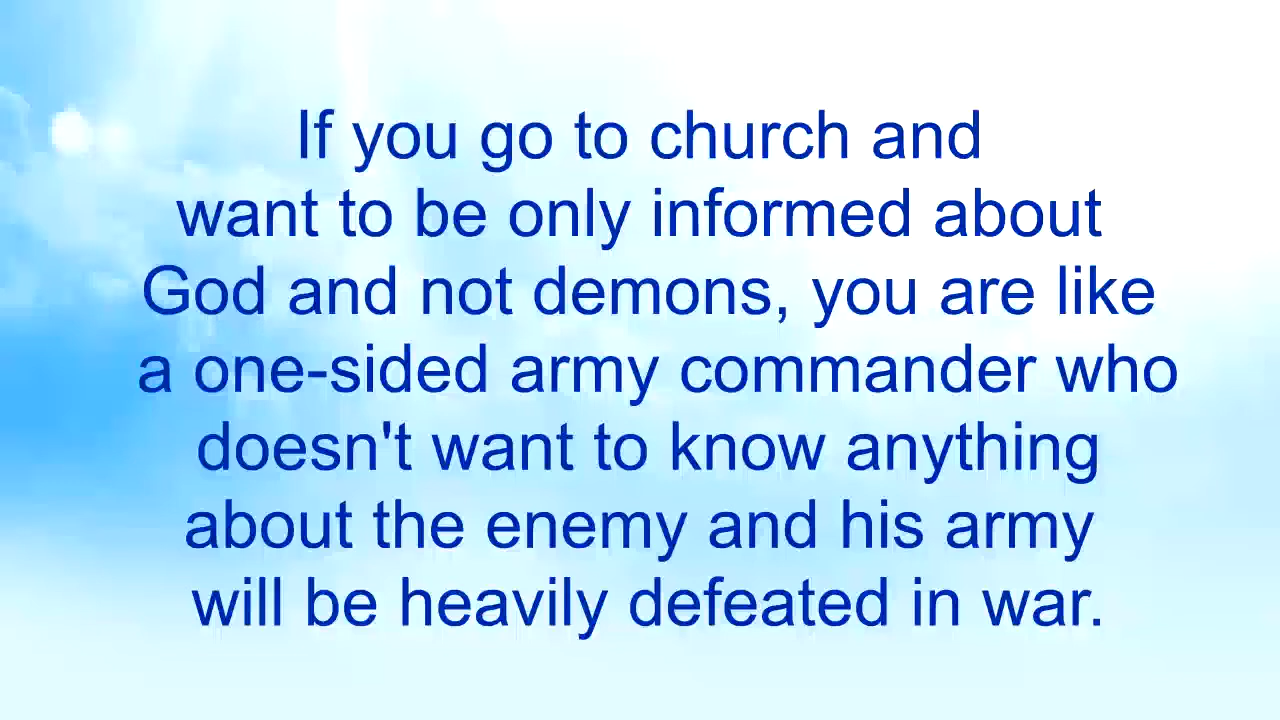 If you go to church and
want to be only informed about
God and not demons, you are like
a one-sided army commander who
doesn't want to know anything
about the enemy and his army
will be heavily defeated in war.